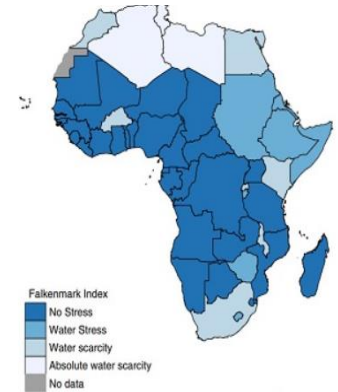 Falkenmark Index
No Stress
Water Stress
Water scarcity
Absolute water scarcity
No data